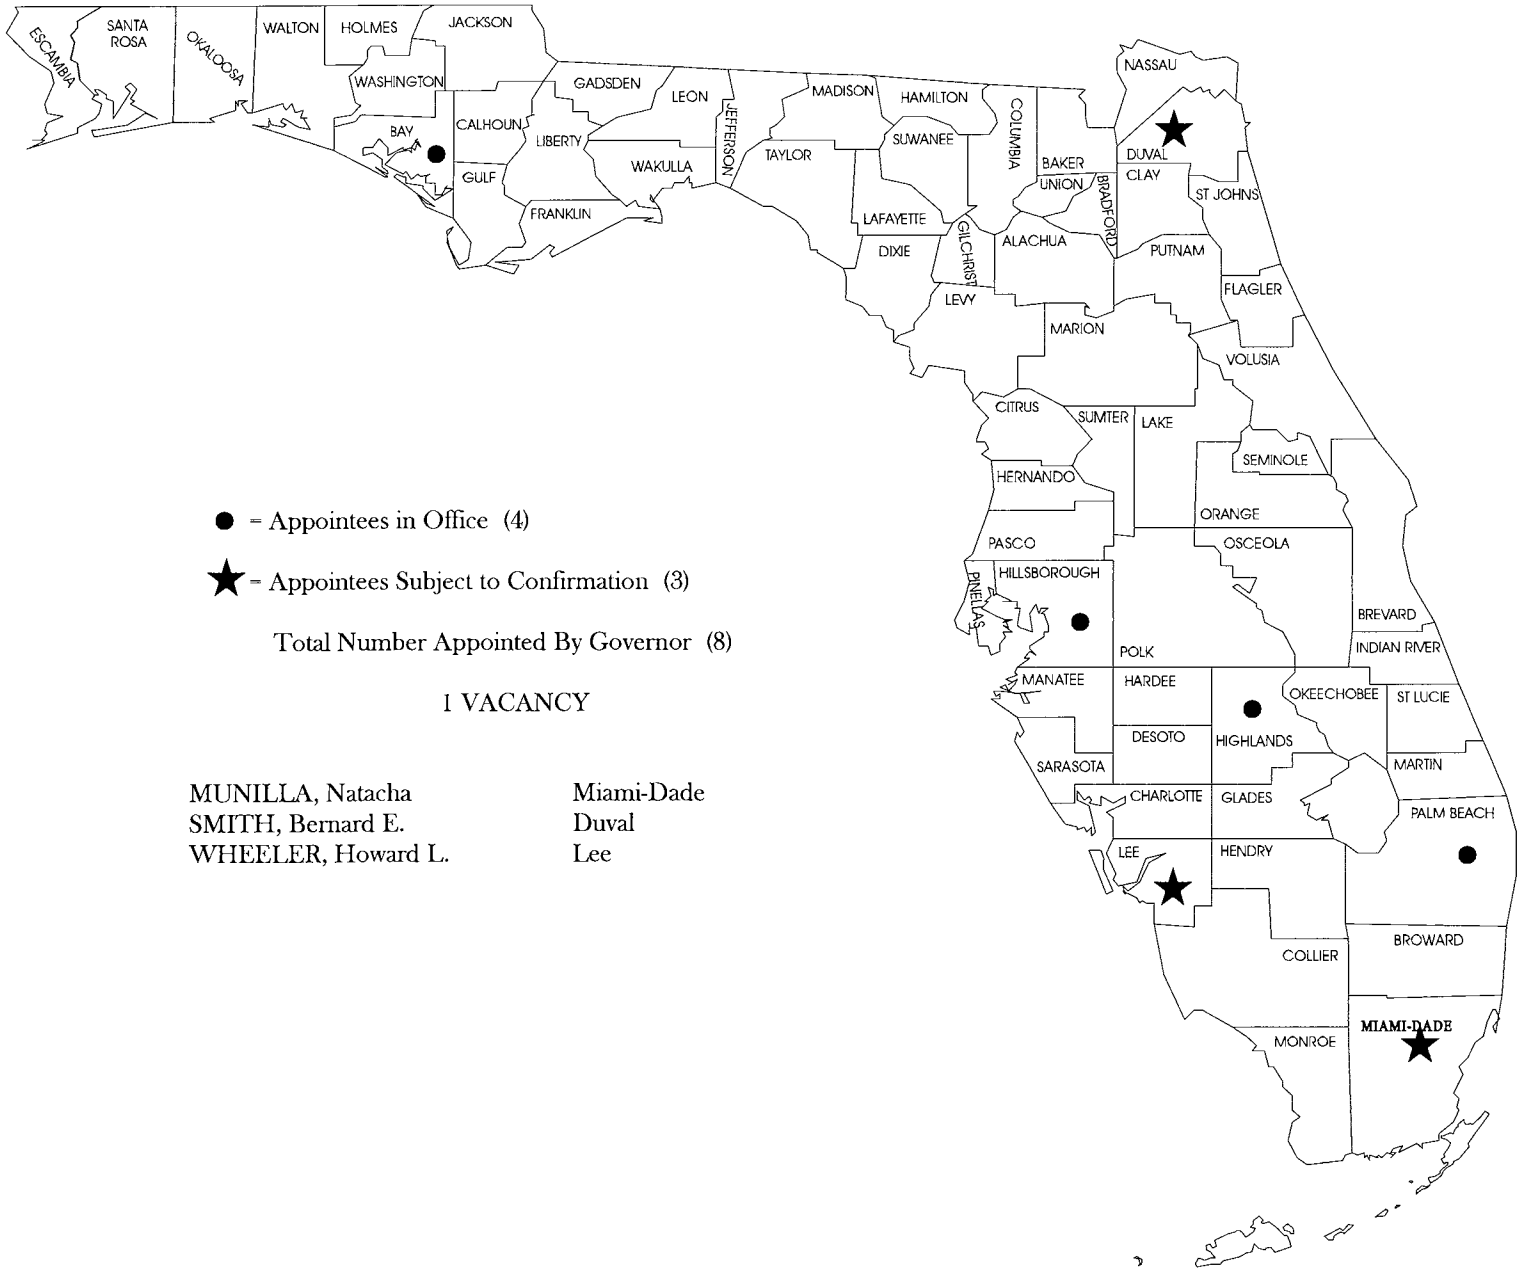 ESCAMBIA
SANTA
ROSA
OKALOOSA
WALTON
HOLMES
JACKSON
WASHINGTON
BAY
CALHOUN
GULF
GADSDEN
LIBERTY
FRANKLIN
LEON
WAKULLA
JEFFERSON
MADISON
TAYLOR
HAMILTON
SUWANEE
LAFAYETTE
DIXIE
COLUMBIA
GILCHRIST
LEVY
NASSAU
BAKER
UNION
BRADFORD
ALACHUA
DUVAL
CLAY
ST JOHNS
PUTNAM
FLAGLER
MARION
VOLUSIA
CITRUS
SUMTER
LAKE
SEMINOLE
HERNANDO
ORANGE
PASCO
OSCEOLA
PINELLAS
HILLSBOROUGH
POLK
BREVARD
INDIAN RIVER
MANATEE
HARDEE
OKEECHOBEE
ST LUCIE
DESOTO
HIGHLANDS
SARASOTA
MARTIN
CHARLOTTE
GLADES
PALM BEACH
LEE
HENDRY
BROWARD
COLLIER
MIAMI-DADE
MONROE
= Appointees in Office (4)
= Appointees Subject to Confirmation (3)
Total Number Appointed By Governor (8)
1 VACANCY
MUNILLA, Natacha Miami-Dade
SMITH, Bernard E. Duval
WHEELER, Howard L. Lee